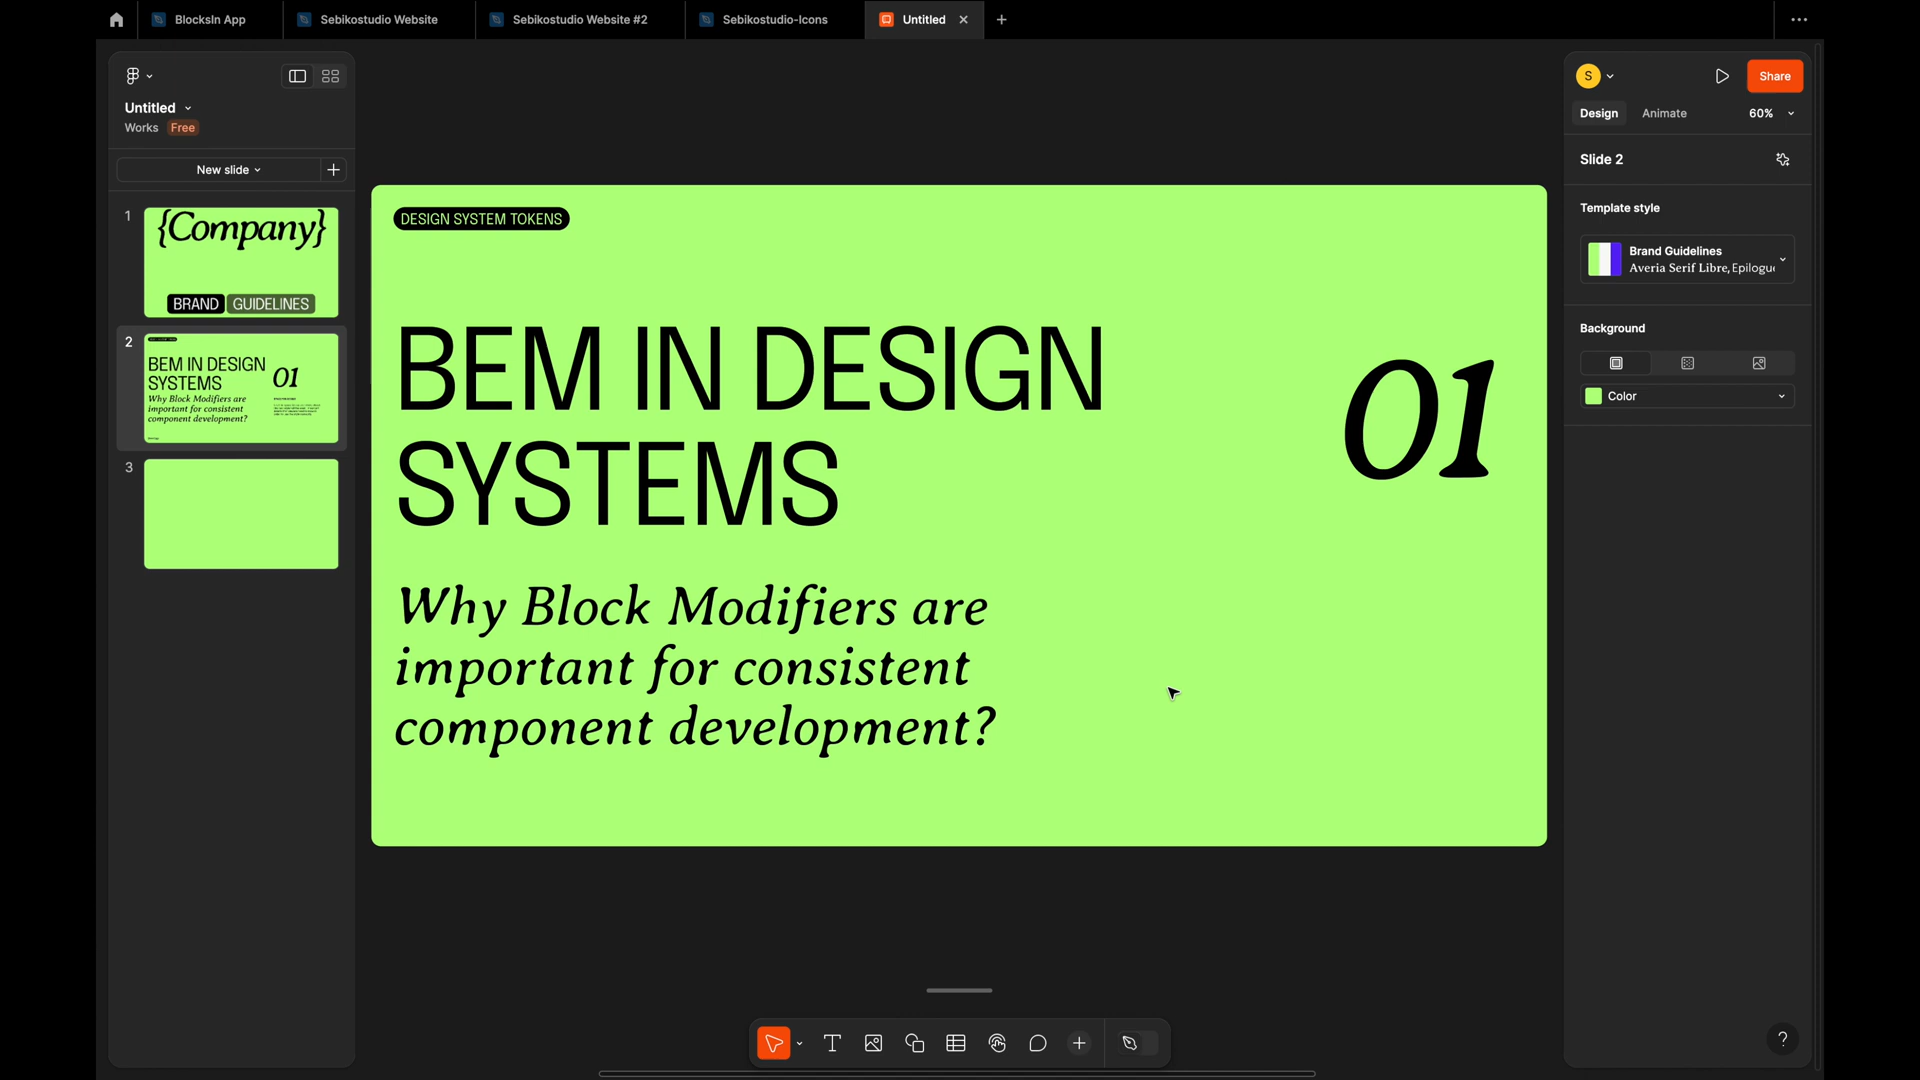 BlocksIn App
Sebikostudio Website
Sebikostudio Website #2
Sebikostudio-Icons
Untitled
Untitled
Works Free
New slide
1
{Company}
BRAND GUIDELINES
2
BEM IN DESIGN
SYSTEMS
01
Why Block Modifiers are
important for consistent
component development?
3
DESIGN SYSTEM TOKENS
BEM IN DESIGN
SYSTEMS
01
Why Block Modifiers are
important for consistent
component development?
S
Share
Design
Animate
60%
Slide 2
Template style
Brand Guidelines
Averia Serif Libre, Epilogue
Background
Color
?